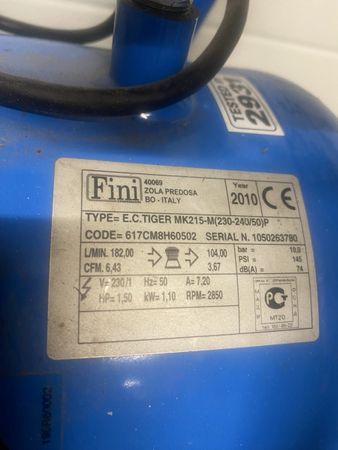 TESTED
2931
Fini
40069
ZOLA PREDOSA
BO - ITALY
Year
2010 CE
TYPE= E.C.TIGER MK215-M(230-240/50)P
CODE= 617CM8H60502 SERIAL N. 1050263780
L/MIN. 182,00 104,00
CFM. 6,43 3,67
bar = 10,0
PSI = 145
dB(A) = 74
V= 230/1 Hz= 50 A= 7,20
HP= 1,50 kW= 1,10 RPM= 2850
MT20